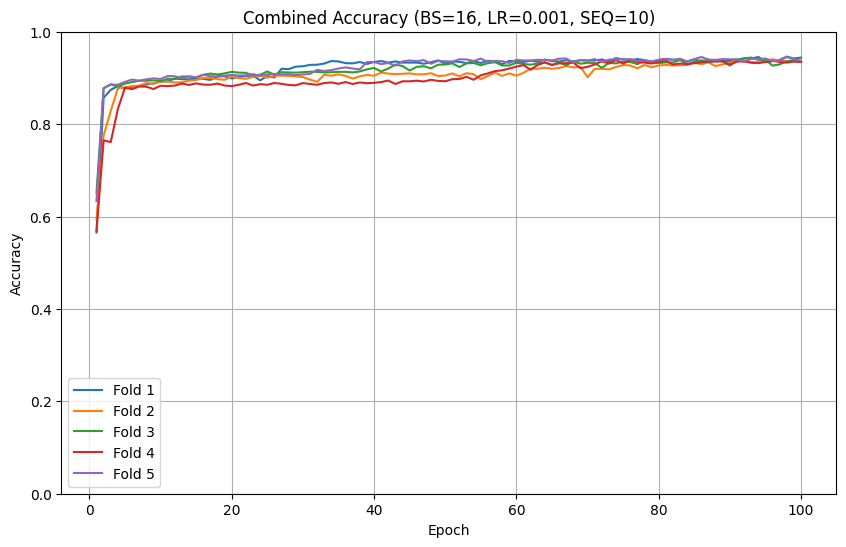 Combined Accuracy (BS=16, LR=0.001, SEQ=10)
1.0
0.8
0.6
0.4
0.2
0.0
Accuracy
Fold 1
Fold 2
Fold 3
Fold 4
Fold 5
0 20 40 60 80 100
Epoch